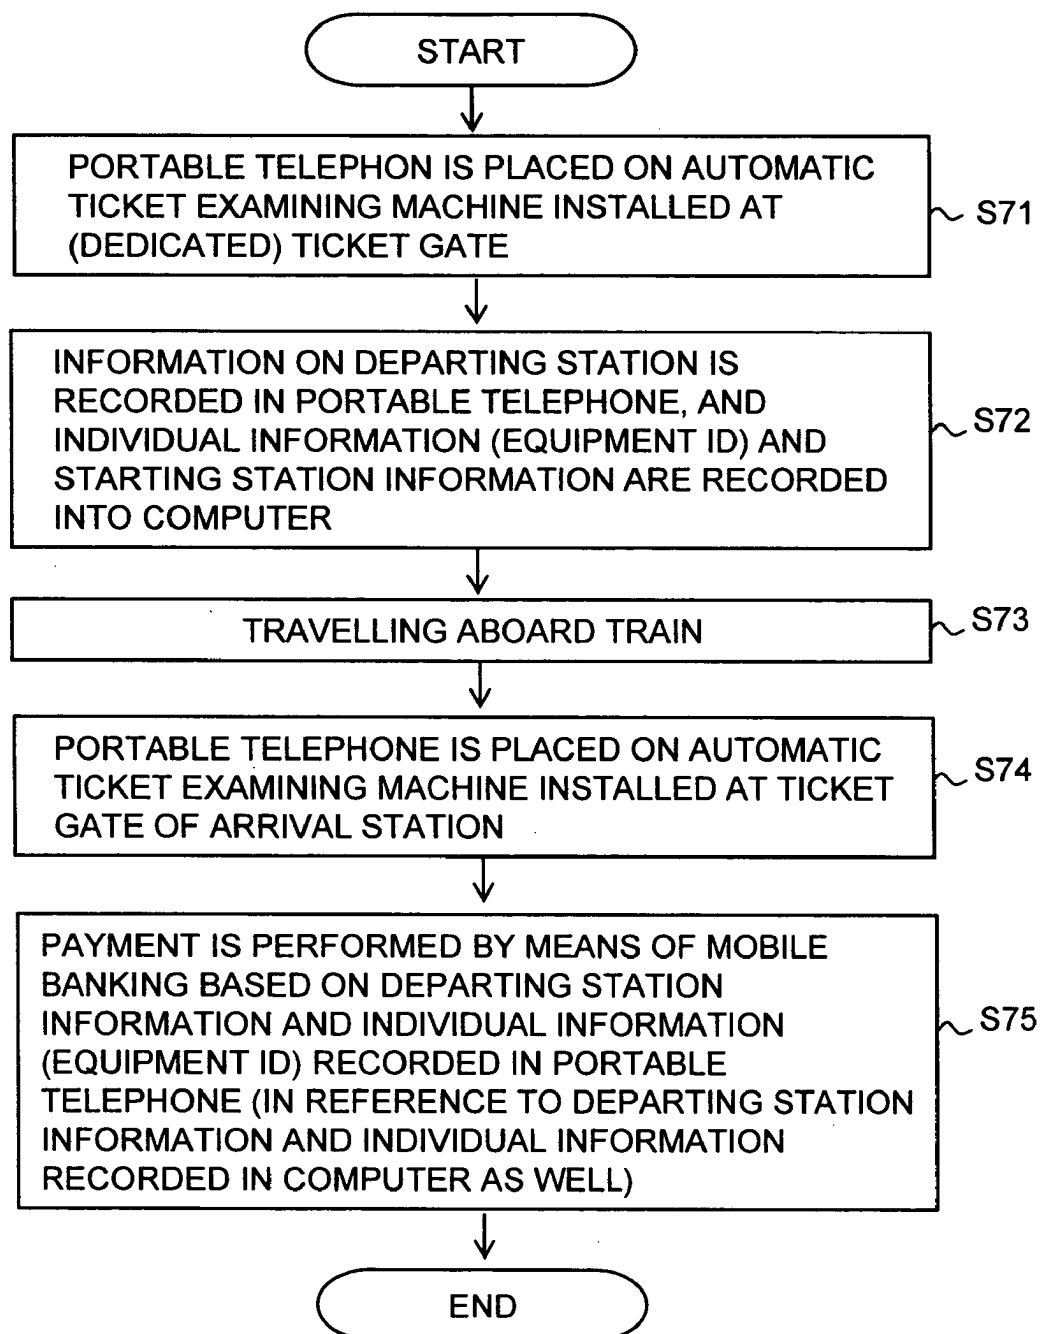 START
PORTABLE TELEPHON IS PLACED ON AUTOMATIC
TICKET EXAMINING MACHINE INSTALLED AT
(DEDICATED) TICKET GATE
S71
INFORMATION ON DEPARTING STATION IS
RECORDED IN PORTABLE TELEPHONE, AND
INDIVIDUAL INFORMATION (EQUIPMENT ID) AND
STARTING STATION INFORMATION ARE RECORDED
INTO COMPUTER
S72
TRAVELLING ABOARD TRAIN
S73
PORTABLE TELEPHONE IS PLACED ON AUTOMATIC
TICKET EXAMINING MACHINE INSTALLED AT TICKET
GATE OF ARRIVAL STATION
S74
PAYMENT IS PERFORMED BY MEANS OF MOBILE
BANKING BASED ON DEPARTING STATION
INFORMATION AND INDIVIDUAL INFORMATION
(EQUIPMENT ID) RECORDED IN PORTABLE
TELEPHONE (IN REFERENCE TO DEPARTING STATION
INFORMATION AND INDIVIDUAL INFORMATION
RECORDED IN COMPUTER AS WELL)
S75
END